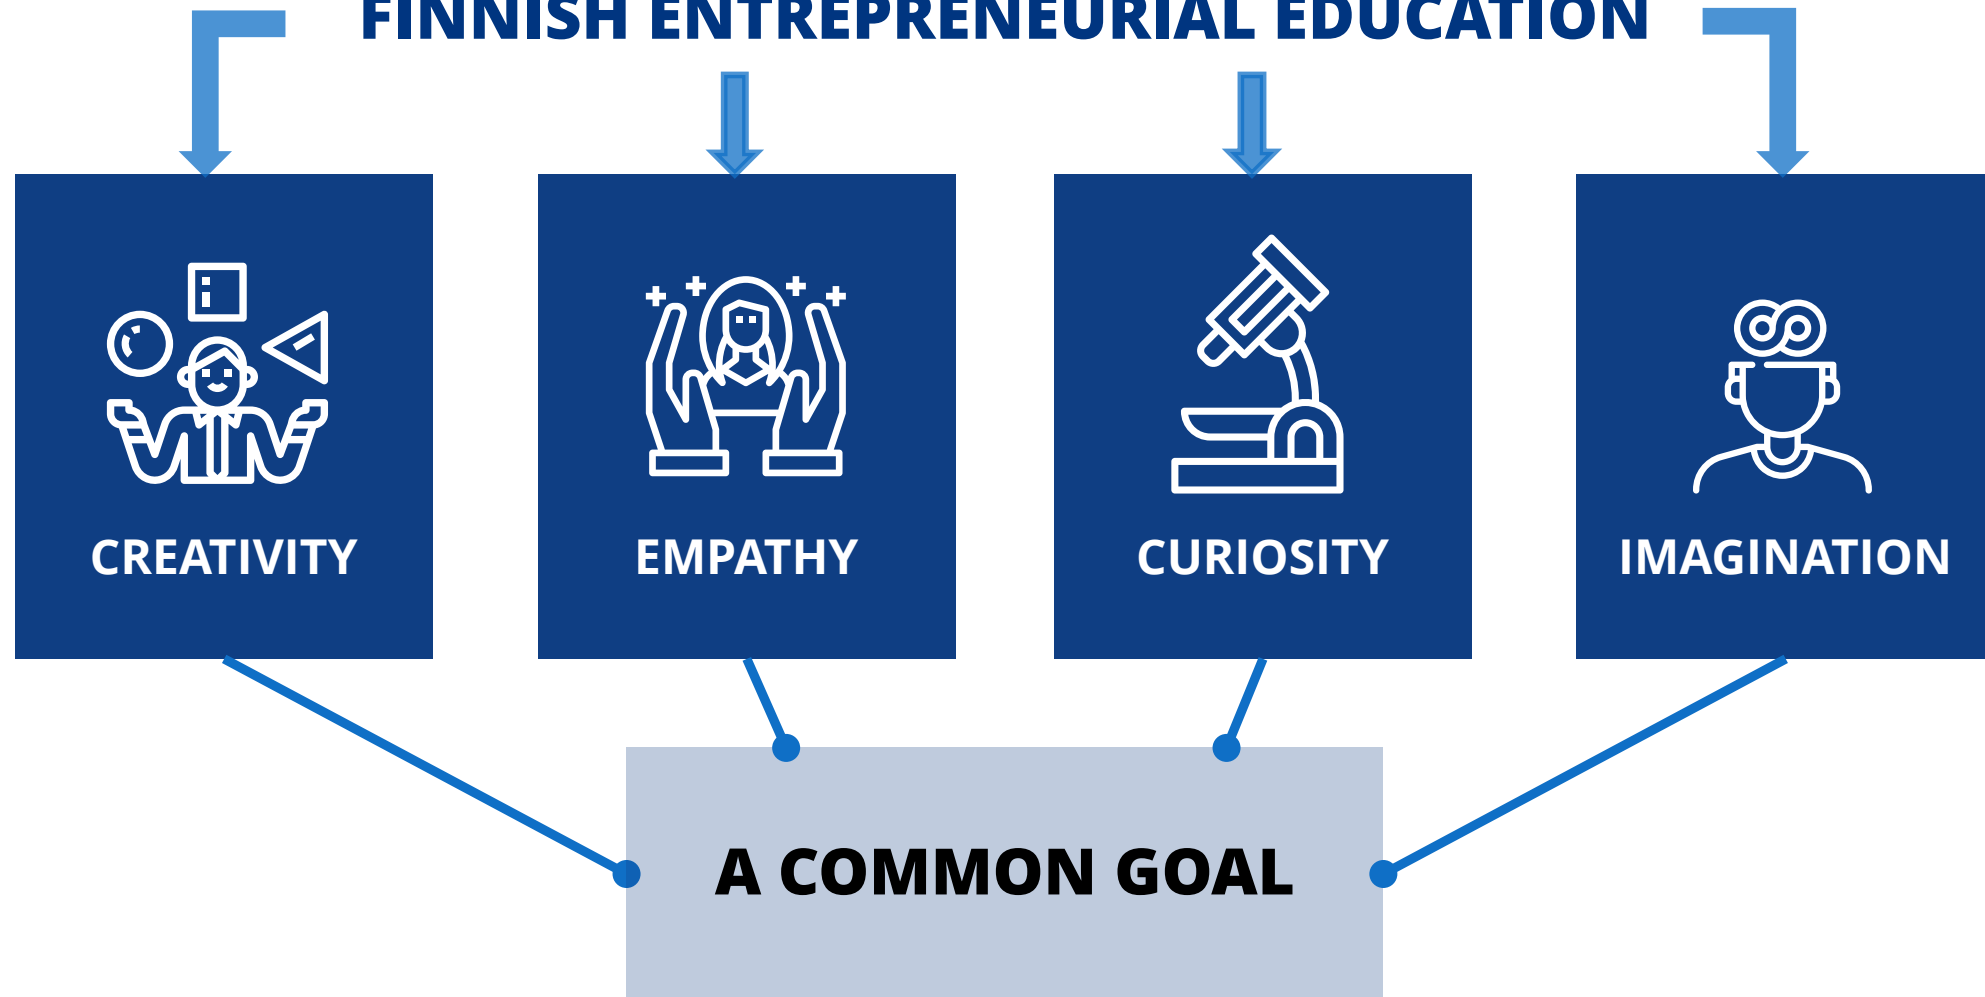 FINNISH ENTREPRENEURIAL EDUCATION
CREATIVITY
EMPATHY
CURIOSITY
IMAGINATION
A COMMON GOAL